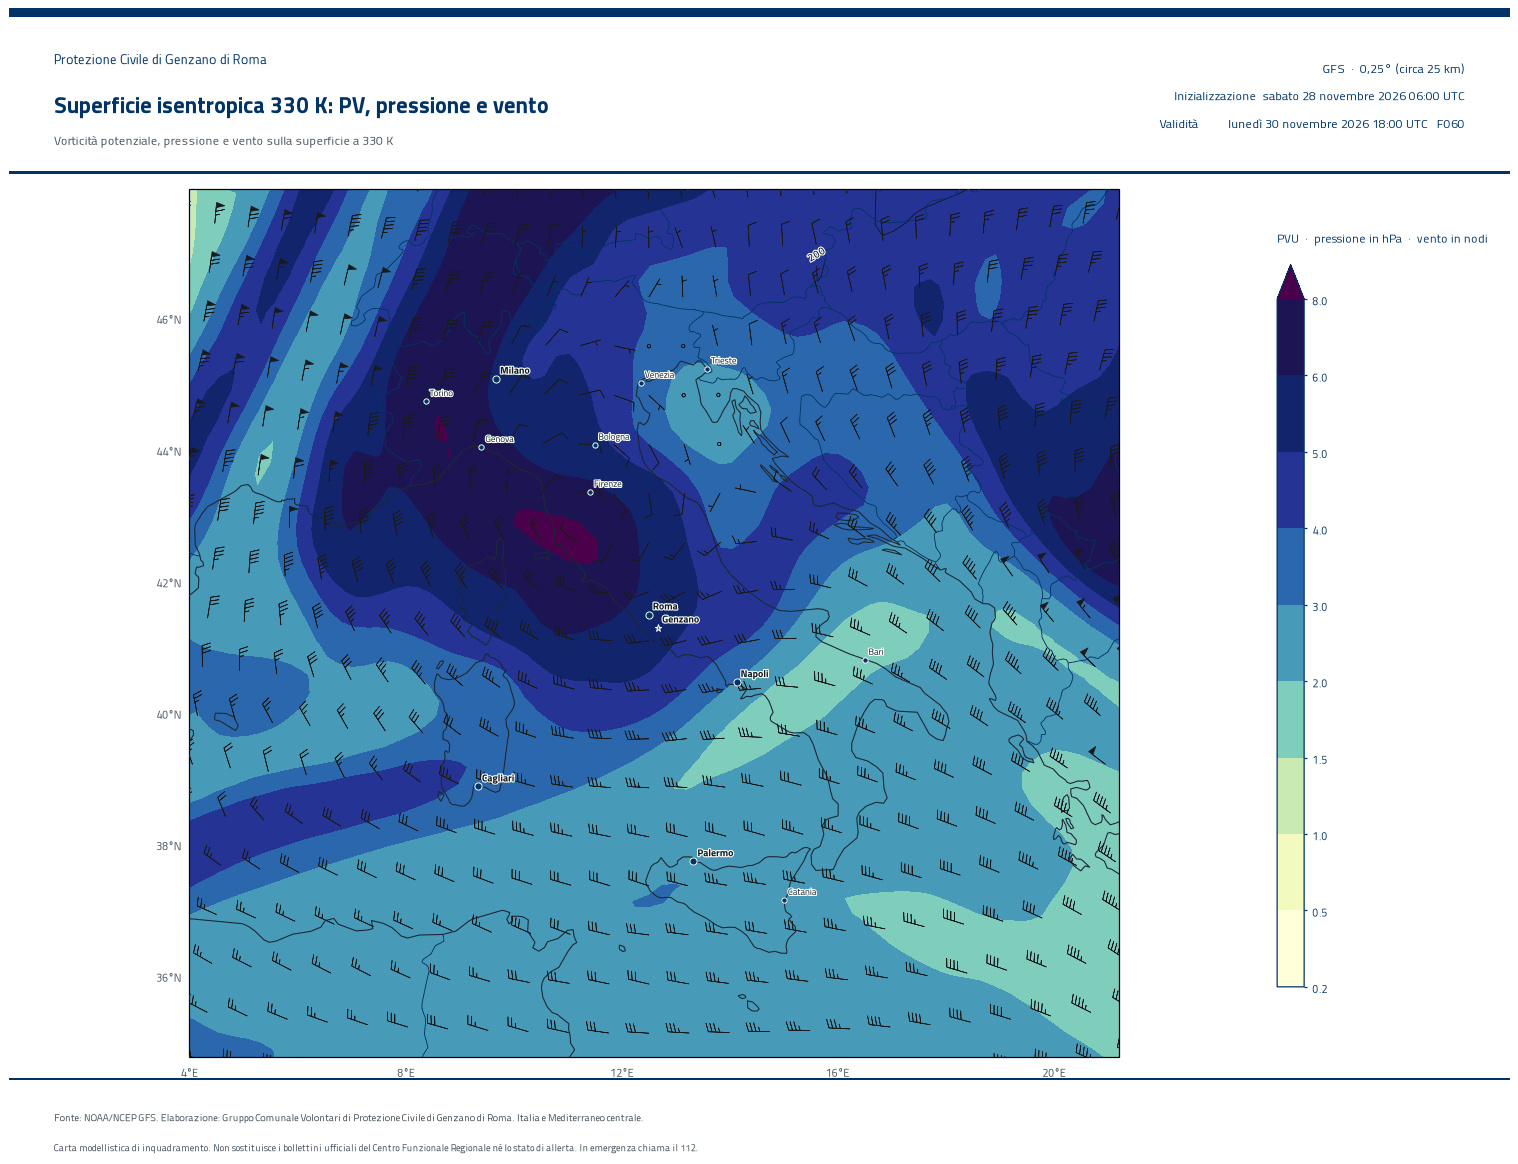 Protezione Civile di Genzano di Roma
Superficie isentropica 330 K: PV, pressione e vento
Vorticità potenziale, pressione e vento sulla superficie a 330 K
GFS · 0,25° (circa 25 km)
Inizializzazione sabato 28 novembre 2026 06:00 UTC
Validità lunedì 30 novembre 2026 18:00 UTC F060
PVU · pressione in hPa · vento in nodi
200
46°N
44°N
42°N
40°N
38°N
36°N
Trieste
Venezia
Milano
Torino
Genova
Bologna
Firenze
Roma
Genzano
Bari
Napoli
Cagliari
Palermo
Catania
8.0
6.0
5.0
4.0
3.0
2.0
1.5
1.0
0.5
0.2
4°E
8°E
12°E
16°E
20°E
Fonte: NOAA/NCEP GFS. Elaborazione: Gruppo Comunale Volontari di Protezione Civile di Genzano di Roma. Italia e Mediterraneo centrale.
Carta modellistica di inquadramento. Non sostituisce i bollettini ufficiali del Centro Funzionale Regionale né lo stato di allerta. In emergenza chiama il 112.